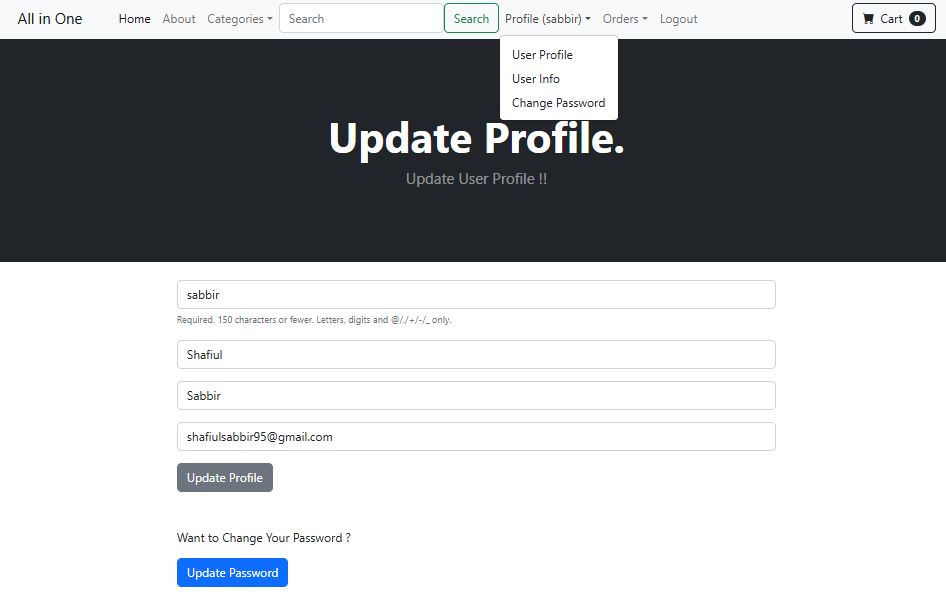 All in One Home About Categories Search Search Profile (sabbir) Orders Logout Cart 0
User Profile
User Info
Change Password
Update Profile.
Update User Profile !!
sabbir
Required. 150 characters or fewer. Letters, digits and @/./+/-/_ only.
Shafiul
Sabbir
shafiulsabbir95@gmail.com
Update Profile
Want to Change Your Password ?
Update Password